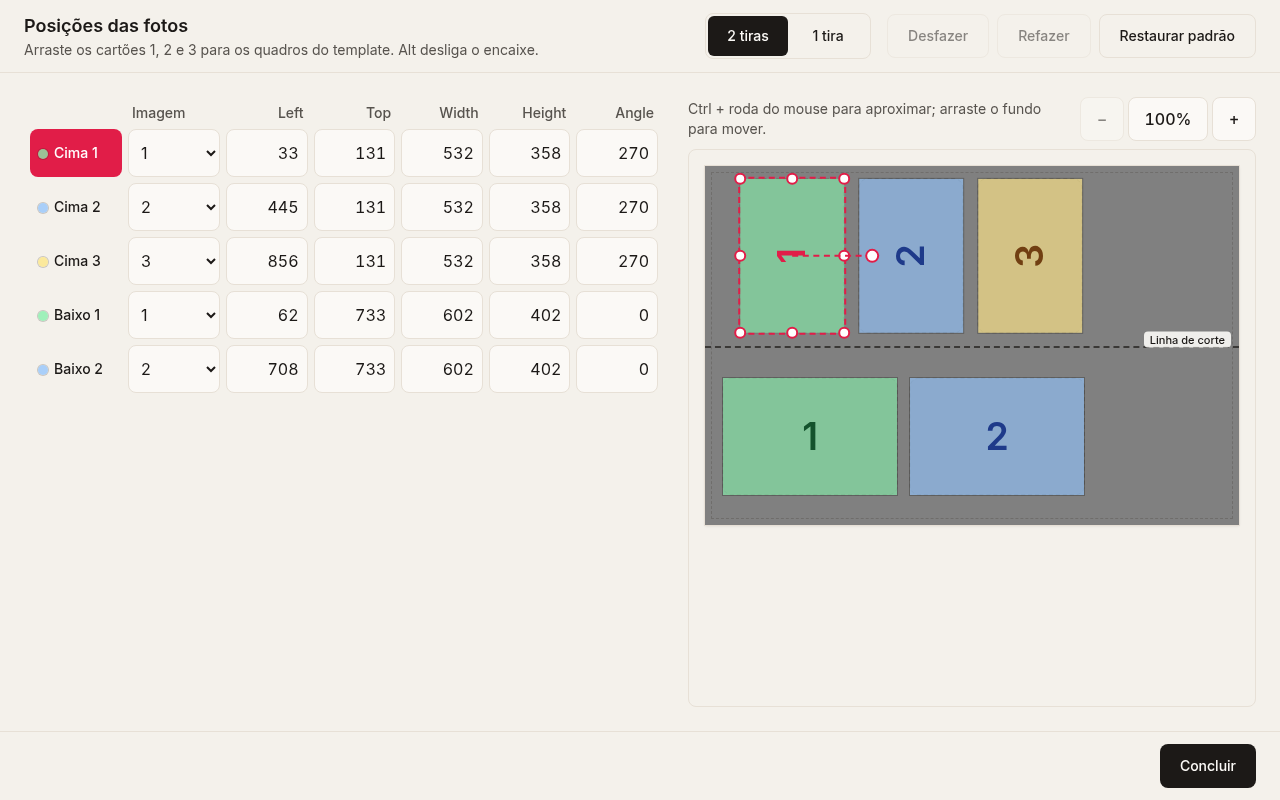 Posições das fotos
Arraste os cartões 1, 2 e 3 para os quadros do template. Alt desliga o encaixe.
2 tiras
1 tira
Desfazer
Refazer
Restaurar padrão
Imagem Left Top Width Height Angle
Cima 1 1 33 131 532 358 270
Cima 2 2 445 131 532 358 270
Cima 3 3 856 131 532 358 270
Baixo 1 1 62 733 602 402 0
Baixo 2 2 708 733 602 402 0
Ctrl + roda do mouse para aproximar; arraste o fundo
para mover.
− 100% +
1 2 3
Linha de corte
1 2
Concluir